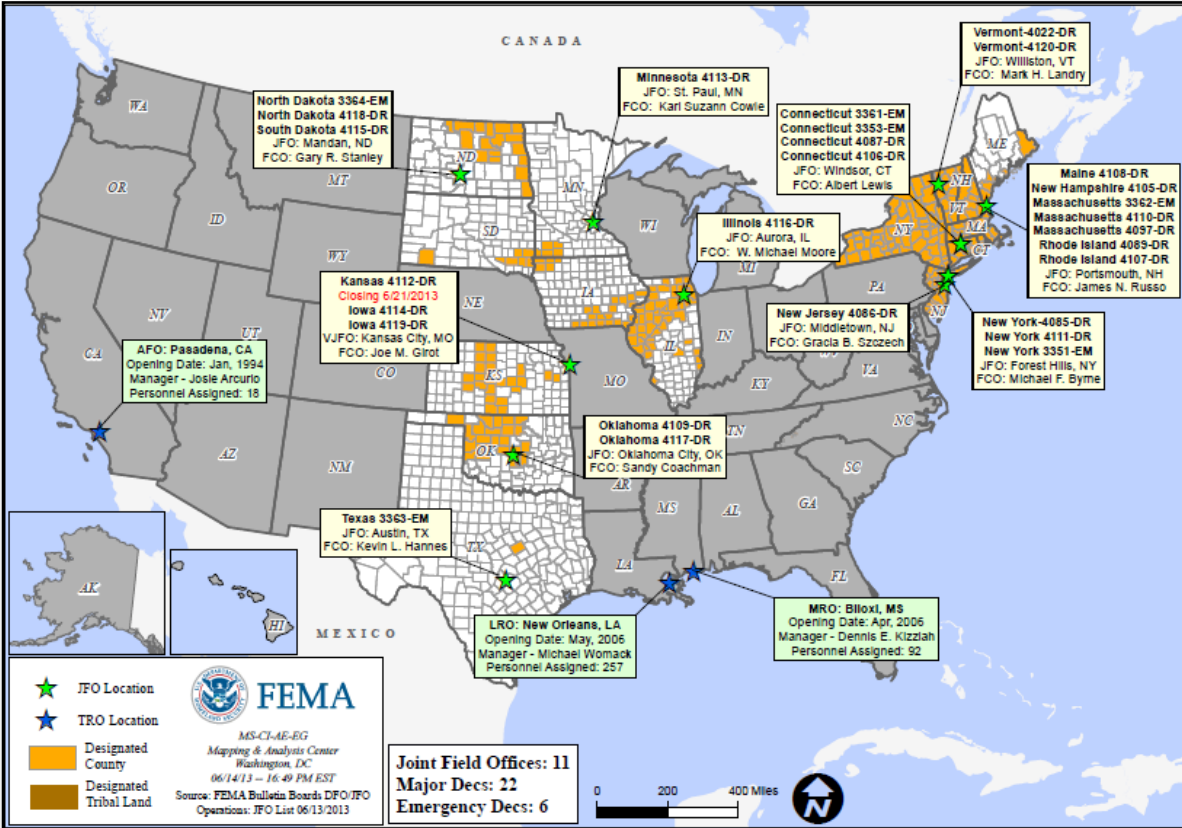 CANADA
Vermont-4022-DR
Vermont-4120-DR
JFO: Williston, VT
FCO: Mark H. Landry
Minnesota 4113-DR
JFO: St. Paul, MN
FCO: Karl Suzann Cowie
North Dakota 3364-EM
North Dakota 4118-DR
South Dakota 4115-DR
JFO: Mandan, ND
FCO: Gary R. Stanley
Connecticut 3361-EM
Connecticut 3353-EM
Connecticut 4087-DR
Connecticut 4106-DR
JFO: Windsor, CT
FCO: Albert Lewis
Maine 4108-DR
New Hampshire 4105-DR
Massachusetts 3362-EM
Massachusetts 4110-DR
Massachusetts 4097-DR
Rhode Island 4089-DR
Rhode Island 4107-DR
JFO: Portsmouth, NH
FCO: James N. Russo
Illinois 4116-DR
JFO: Aurora, IL
FCO: W. Michael Moore
Kansas 4112-DR
Closing 6/21/2013
Iowa 4114-DR
Iowa 4119-DR
VJFO: Kansas City, MO
FCO: Joe M. Girot
New Jersey 4086-DR
JFO: Middletown, NJ
FCO: Gracia B. Szczech
New York-4085-DR
New York 4111-DR
New York 3351-EM
JFO: Forest Hills, NY
FCO: Michael F. Byrne
AFO: Pasadena, CA
Opening Date: Jan, 1994
Manager - Josie Arcurio
Personnel Assigned: 18
Oklahoma 4109-DR
Oklahoma 4117-DR
JFO: Oklahoma City, OK
FCO: Sandy Coachman
Texas 3363-EM
JFO: Austin, TX
FCO: Kevin L. Hannes
LRO: New Orleans, LA
Opening Date: May, 2006
Manager - Michael Womack
Personnel Assigned: 257
MRO: Biloxi, MS
Opening Date: Apr, 2006
Manager - Dennis E. Kizziah
Personnel Assigned: 92
WA
OR
ID
MT
ND
MN
WI
MI
ME
NH
VT
MA
CT
NY
NJ
PA
SD
WY
NE
IA
IL
IN
NV
UT
CO
CA
KS
MO
KY
VA
NC
TN
AZ
NM
OK
AR
SC
MS
AL
GA
TX
LA
FL
AK
HI
MEXICO
JFO Location
TRO Location
Designated
County
Designated
Tribal Land
FEMA
MS-CI-AE-EG
Mapping & Analysis Center
Washington, DC
06/14/13 -- 16:49 PM EST
Source: FEMA Bulletin Boards DFO/JFO
Operations: JFO List 06/13/2013
Joint Field Offices: 11
Major Decs: 22
Emergency Decs: 6
0 200 400 Miles
N